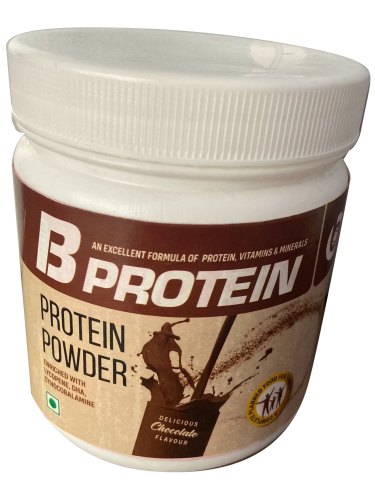 AN EXCELLENT FORMULA OF PROTEIN, VITAMINS & MINERALS
B PROTEIN
PROTEIN
POWDER
ENRICHED WITH
LYCOPENE, DHA,
CYNOCOBALAMINE
DELICIOUS
Chocolate
FLAVOUR